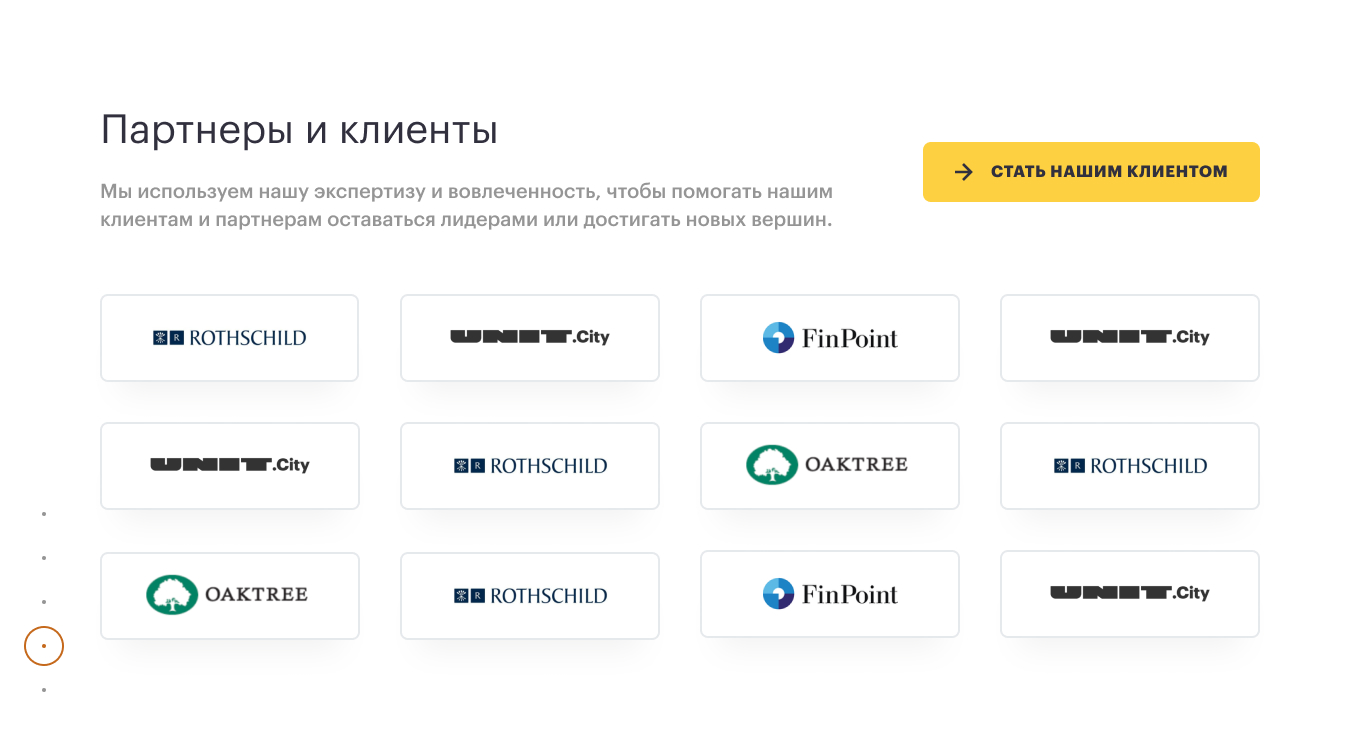 Партнеры и клиенты
Мы используем нашу экспертизу и вовлеченность, чтобы помогать нашим
клиентам и партнерам оставаться лидерами или достигать новых вершин.
СТАТЬ НАШИМ КЛИЕНТОМ
R ROTHSCHILD
UNIT.City
FinPoint
UNIT.City
UNIT.City
R ROTHSCHILD
OAKTREE
R ROTHSCHILD
OAKTREE
R ROTHSCHILD
FinPoint
UNIT.City